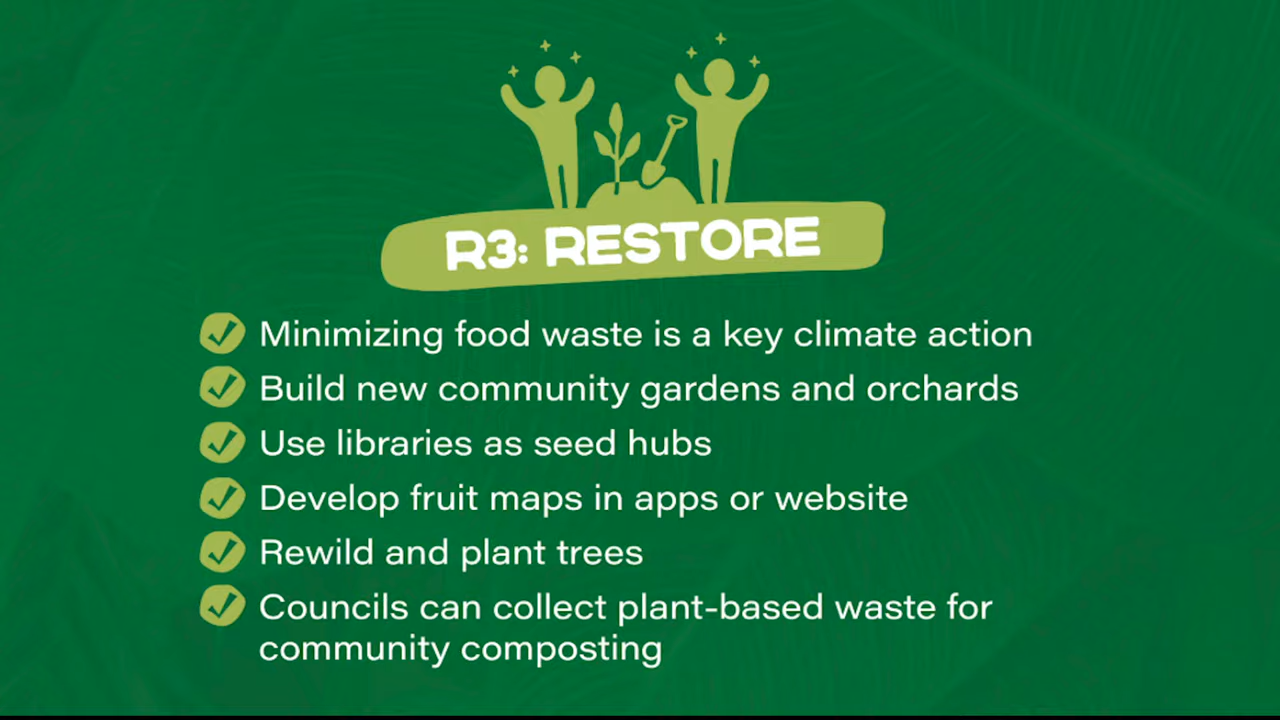 R3: RESTORE
Minimizing food waste is a key climate action
Build new community gardens and orchards
Use libraries as seed hubs
Develop fruit maps in apps or website
Rewild and plant trees
Councils can collect plant-based waste for
community composting